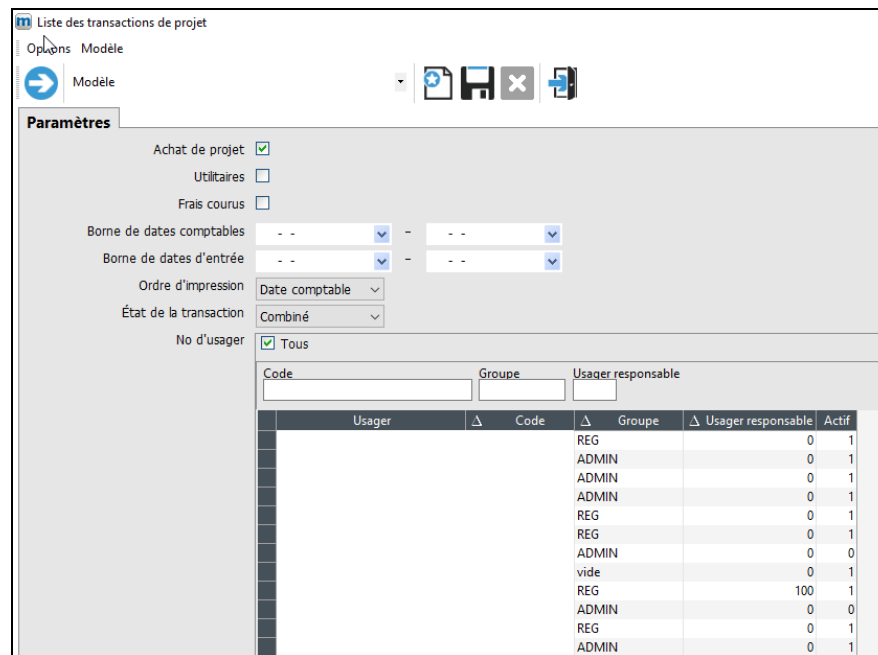 Liste des transactions de projet
Options Modèle
Modèle
Paramètres
Achat de projet
Utilitaires
Frais courus
Borne de dates comptables - - - - -
Borne de dates d'entrée - - - - -
Ordre d'impression Date comptable
État de la transaction Combiné
No d'usager Tous
Code Groupe Usager responsable
Usager Δ Code Δ Groupe Δ Usager responsable Actif
REG 0 1
ADMIN 0 1
ADMIN 0 1
ADMIN 0 1
REG 0 1
REG 0 1
ADMIN 0 0
vide 0 1
REG 100 1
ADMIN 0 0
REG 0 1
ADMIN 0 1